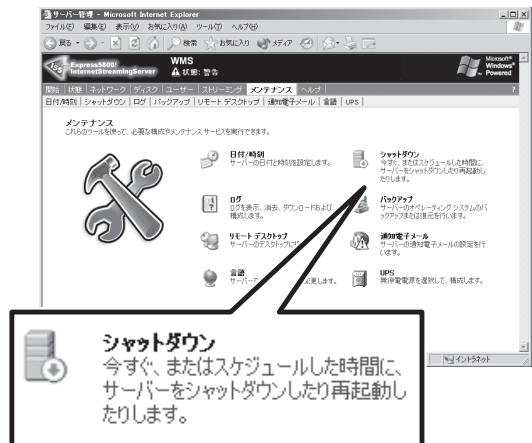 サーバー管理 - Microsoft Internet Explorer
ファイル(F) 編集(E) 表示(V) お気に入り(A) ツール(T) ヘルプ(H)
戻る 検索 お気に入り メディア
Express5800/
InternetStreamingServer
WMS
状態: 警告
Microsoft®
Windows®
Powered
開始 状態 ネットワーク ディスク ユーザー ストリーミング メンテナンス ヘルプ ?
日付/時刻 | シャットダウン | ログ | バックアップ | リモート デスクトップ | 通知電子メール | 言語 | UPS |
メンテナンス
これらのツールを使って、必要な構成やメンテナンス サービスを実行できます。
日付/時刻
サーバーの日付と時刻を設定します。
シャットダウン
今すぐ、またはスケジュールした時間に、
サーバーをシャットダウンしたり再起動し
たりします。
ログ
ログを表示、消去、ダウンロードおよび
構成します。
バックアップ
サーバーのオペレーティング システムのバ
ックアップまたは復元を行います。
リモート デスクトップ
サーバーのデスクトップに
通知電子メール
サーバーの通知電子メールの設定を行
います。
言語
サーバー 変更します。
UPS
無停電電源を選択して、構成します。
イントラネット
シャットダウン
今すぐ、またはスケジュールした時間に、
サーバーをシャットダウンしたり再起動し
たりします。